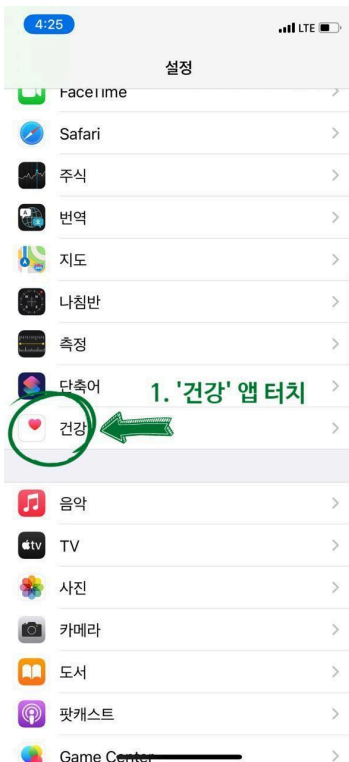 4:25
LTE
설정
FaceTime
Safari
주식
번역
지도
나침반
측정
단축어
1. '건강' 앱 터치
건강
음악
tv
TV
사진
카메라
도서
팟캐스트
Game Center